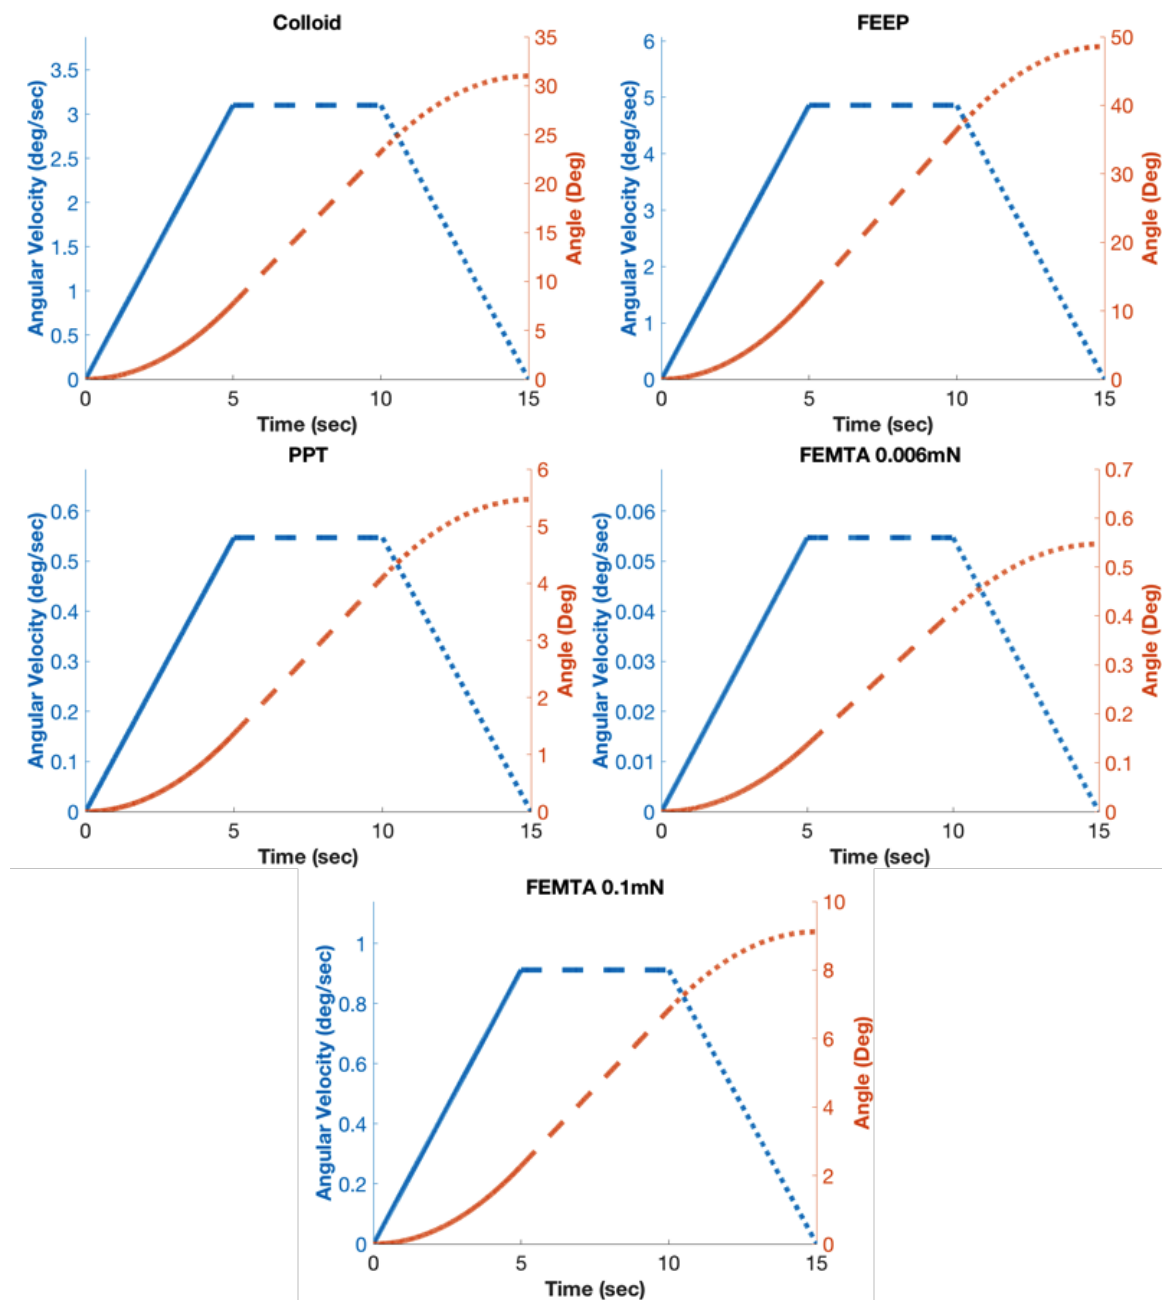 Colloid
Angular Velocity (deg/sec)
3.5
3
2.5
2
1.5
1
0.5
0
35
30
25
20
15
10
5
0
Angle (Deg)
0 5 10 15
Time (sec)
FEEP
Angular Velocity (deg/sec)
6
5
4
3
2
1
0
50
40
30
20
10
0
Angle (Deg)
0 5 10 15
Time (sec)
PPT
Angular Velocity (deg/sec)
0.6
0.5
0.4
0.3
0.2
0.1
0
6
5
4
3
2
1
0
Angle (Deg)
0 5 10 15
Time (sec)
FEMTA 0.006mN
Angular Velocity (deg/sec)
0.06
0.05
0.04
0.03
0.02
0.01
0
0.7
0.6
0.5
0.4
0.3
0.2
0.1
0
Angle (Deg)
0 5 10 15
Time (sec)
FEMTA 0.1mN
Angular Velocity (deg/sec)
1
0.8
0.6
0.4
0.2
0
10
8
6
4
2
0
Angle (Deg)
0 5 10 15
Time (sec)